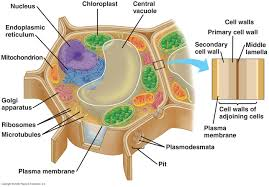 Nucleus
Chloroplast
Central
vacuole
Endoplasmic
reticulum
Mitochondrion
Golgi
apparatus
Ribosomes
Microtubules
Plasma membrane
Plasmodesmata
Pit
Cell walls
Primary cell wall
Secondary
cell wall
Middle
lamella
Cell walls of
adjoining cells
Plasma
membrane